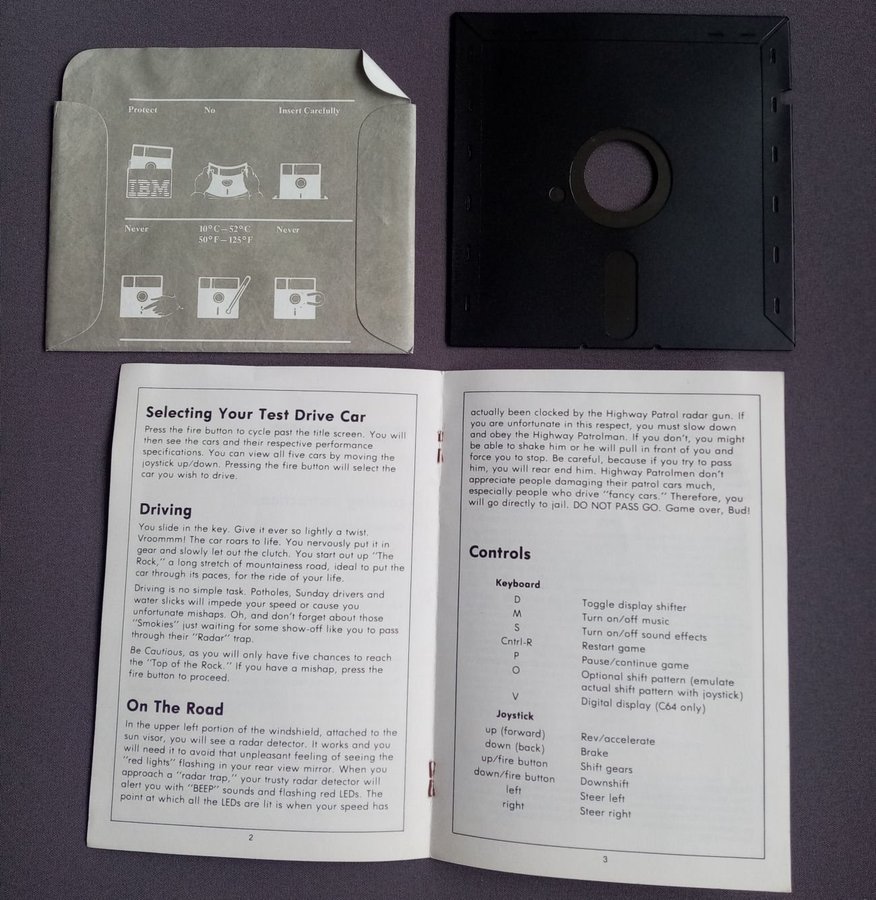 Protect No Insert Carefully
IBM
Never 10°C – 52°C Never
50°F – 125°F
Selecting Your Test Drive Car
Press the fire button to cycle past the title screen. You will
then see the cars and their respective performance
specifications. You can view all five cars by moving the
joystick up/down. Pressing the fire button will select the
car you wish to drive.
Driving
You slide in the key. Give it ever so lightly a twist.
Vroommm! The car roars to life. You nervously put it in
gear and slowly let out the clutch. You start out up "The
Rock," a long stretch of mountainess road, ideal to put the
car through its paces, for the ride of your life.
Driving is no simple task. Potholes, Sunday drivers and
water slicks will impede your speed or cause you
unfortunate mishaps. Oh, and don't forget about those
"Smokies" just waiting for some show-off like you to pass
through their "Radar" trap.
Be Cautious, as you will only have five chances to reach
the "Top of the Rock." If you have a mishap, press the
fire button to proceed.
On The Road
In the upper left portion of the windshield, attached to the
sun visor, you will see a radar detector. It works and you
will need it to avoid that unpleasant feeling of seeing the
"red lights" flashing in your rear view mirror. When you
approach a "radar trap," your trusty radar detector will
alert you with "BEEP" sounds and flashing red LEDs. The
point at which all the LEDs are lit is when your speed has
2
actually been clocked by the Highway Patrol radar gun. If
you are unfortunate in this respect, you must slow down
and obey the Highway Patrolman. If you don't, you might
be able to shake him or he will pull in front of you and
force you to stop. Be careful, because if you try to pass
him, you will rear end him. Highway Patrolmen don't
appreciate people damaging their patrol cars much,
especially people who drive "fancy cars." Therefore, you
will go directly to jail. DO NOT PASS GO. Game over, Bud!
Controls
Keyboard
D Toggle display shifter
M Turn on/off music
S Turn on/off sound effects
Cntrl-R Restart game
P Pause/continue game
O Optional shift pattern (emulate
actual shift pattern with joystick)
V Digital display (C64 only)
Joystick
up (forward) Rev/accelerate
down (back) Brake
up/fire button Shift gears
down/fire button Downshift
left Steer left
right Steer right
3